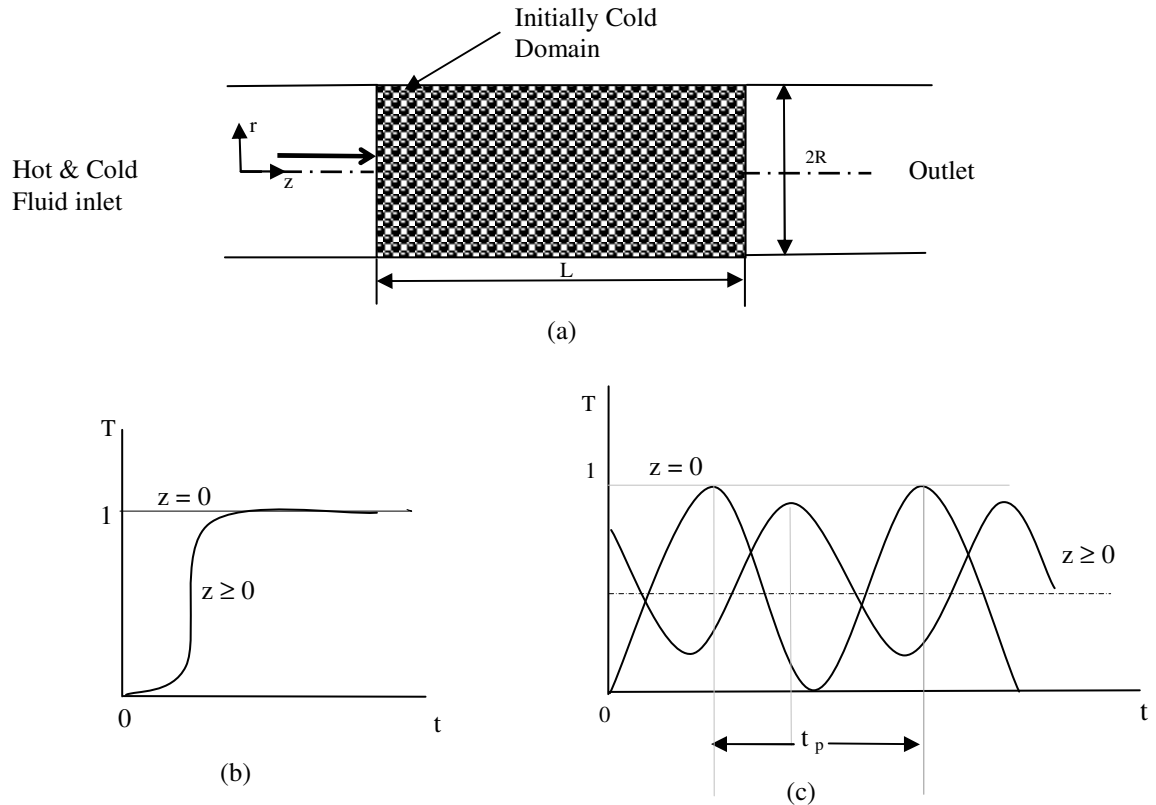 Initially Cold
Domain
r
z
Hot & Cold
Fluid inlet
2R
Outlet
L
(a)
T
z = 0
1
z ≥ 0
0
t
(b)
T
1
z = 0
z ≥ 0
0
t
t p
(c)